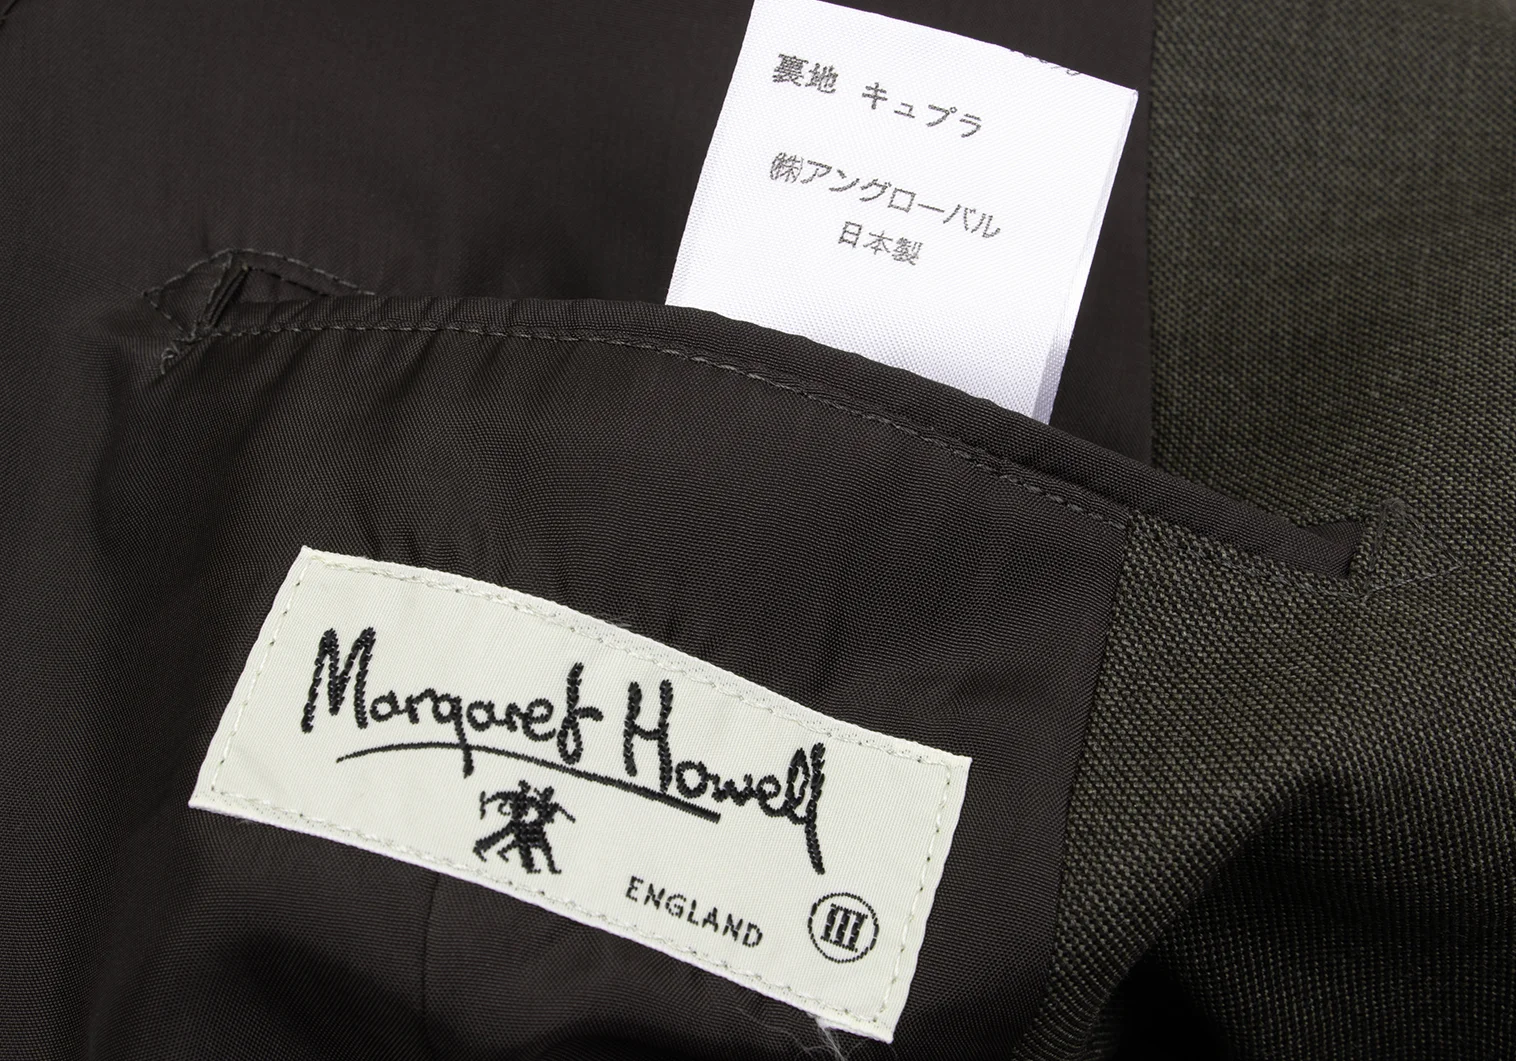 裏地 キュプラ
㈱アングローバル
日本製
Margaret Howell
ENGLAND
III